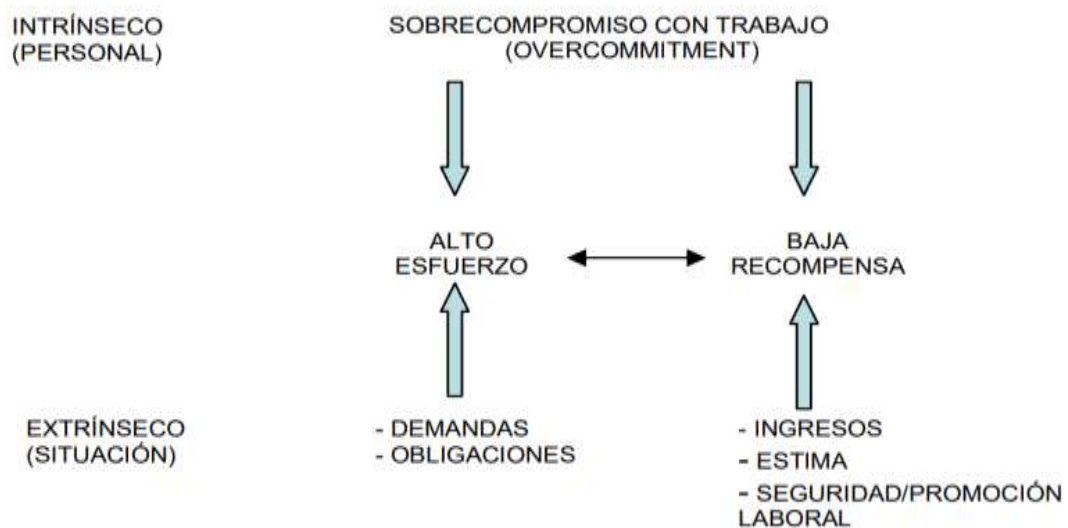 INTRÍNSECO
(PERSONAL)
SOBRECOMPROMISO CON TRABAJO
(OVERCOMMITMENT)
ALTO
ESFUERZO
BAJA
RECOMPENSA
EXTRÍNSECO
(SITUACIÓN)
- DEMANDAS
- OBLIGACIONES
- INGRESOS
- ESTIMA
- SEGURIDAD/PROMOCIÓN
LABORAL